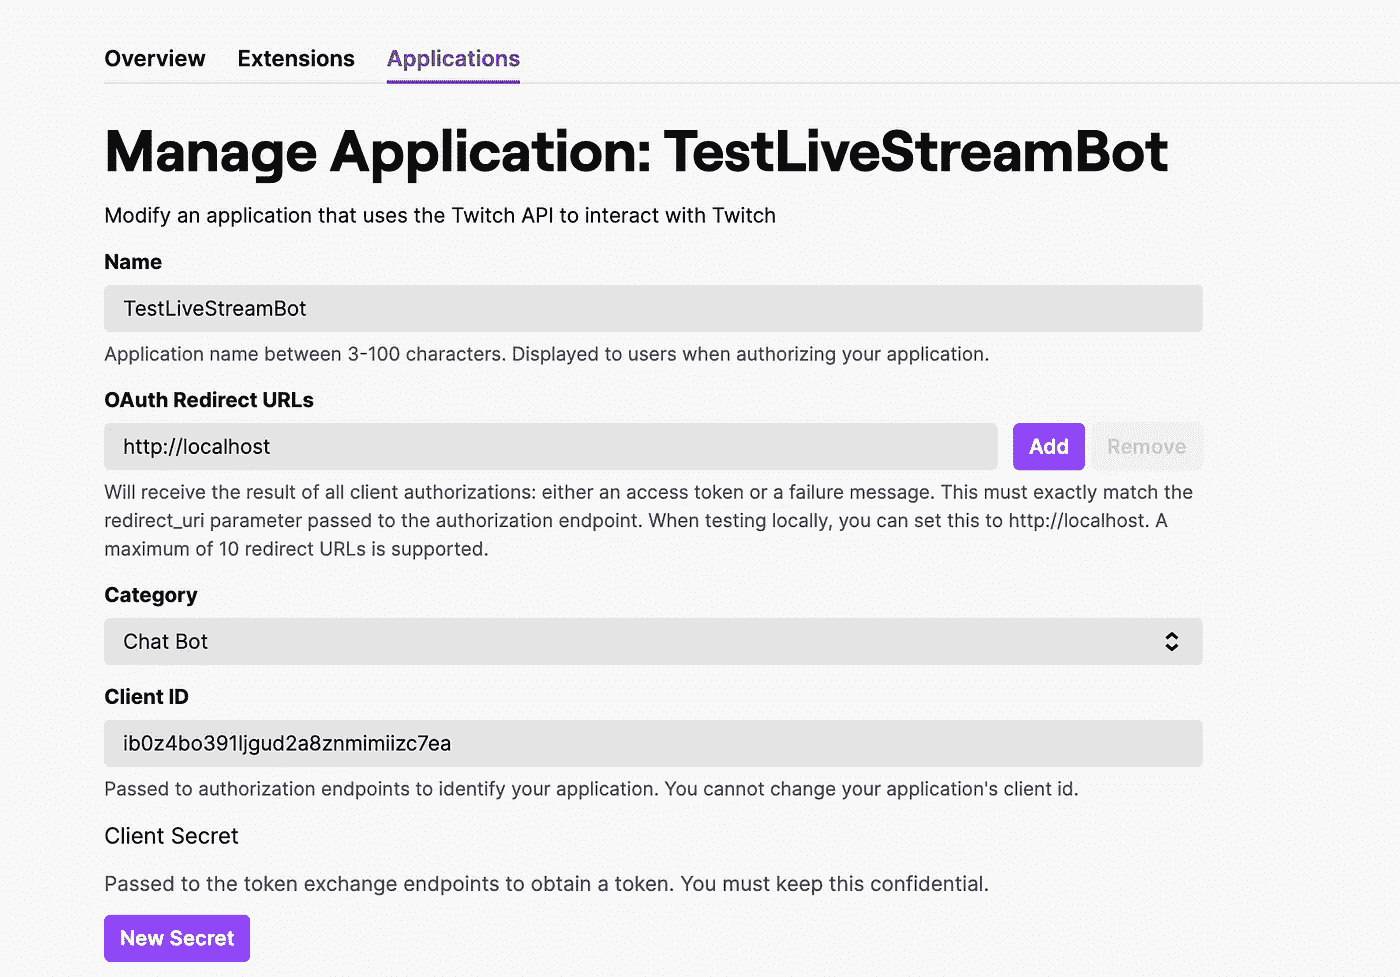 Overview Extensions Applications
Manage Application: TestLiveStreamBot
Modify an application that uses the Twitch API to interact with Twitch
Name
TestLiveStreamBot
Application name between 3-100 characters. Displayed to users when authorizing your application.
OAuth Redirect URLs
http://localhost Add Remove
Will receive the result of all client authorizations: either an access token or a failure message. This must exactly match the
redirect_uri parameter passed to the authorization endpoint. When testing locally, you can set this to http://localhost. A
maximum of 10 redirect URLs is supported.
Category
Chat Bot
Client ID
ib0z4bo391ljgud2a8znmimiizc7ea
Passed to authorization endpoints to identify your application. You cannot change your application's client id.
Client Secret
Passed to the token exchange endpoints to obtain a token. You must keep this confidential.
New Secret